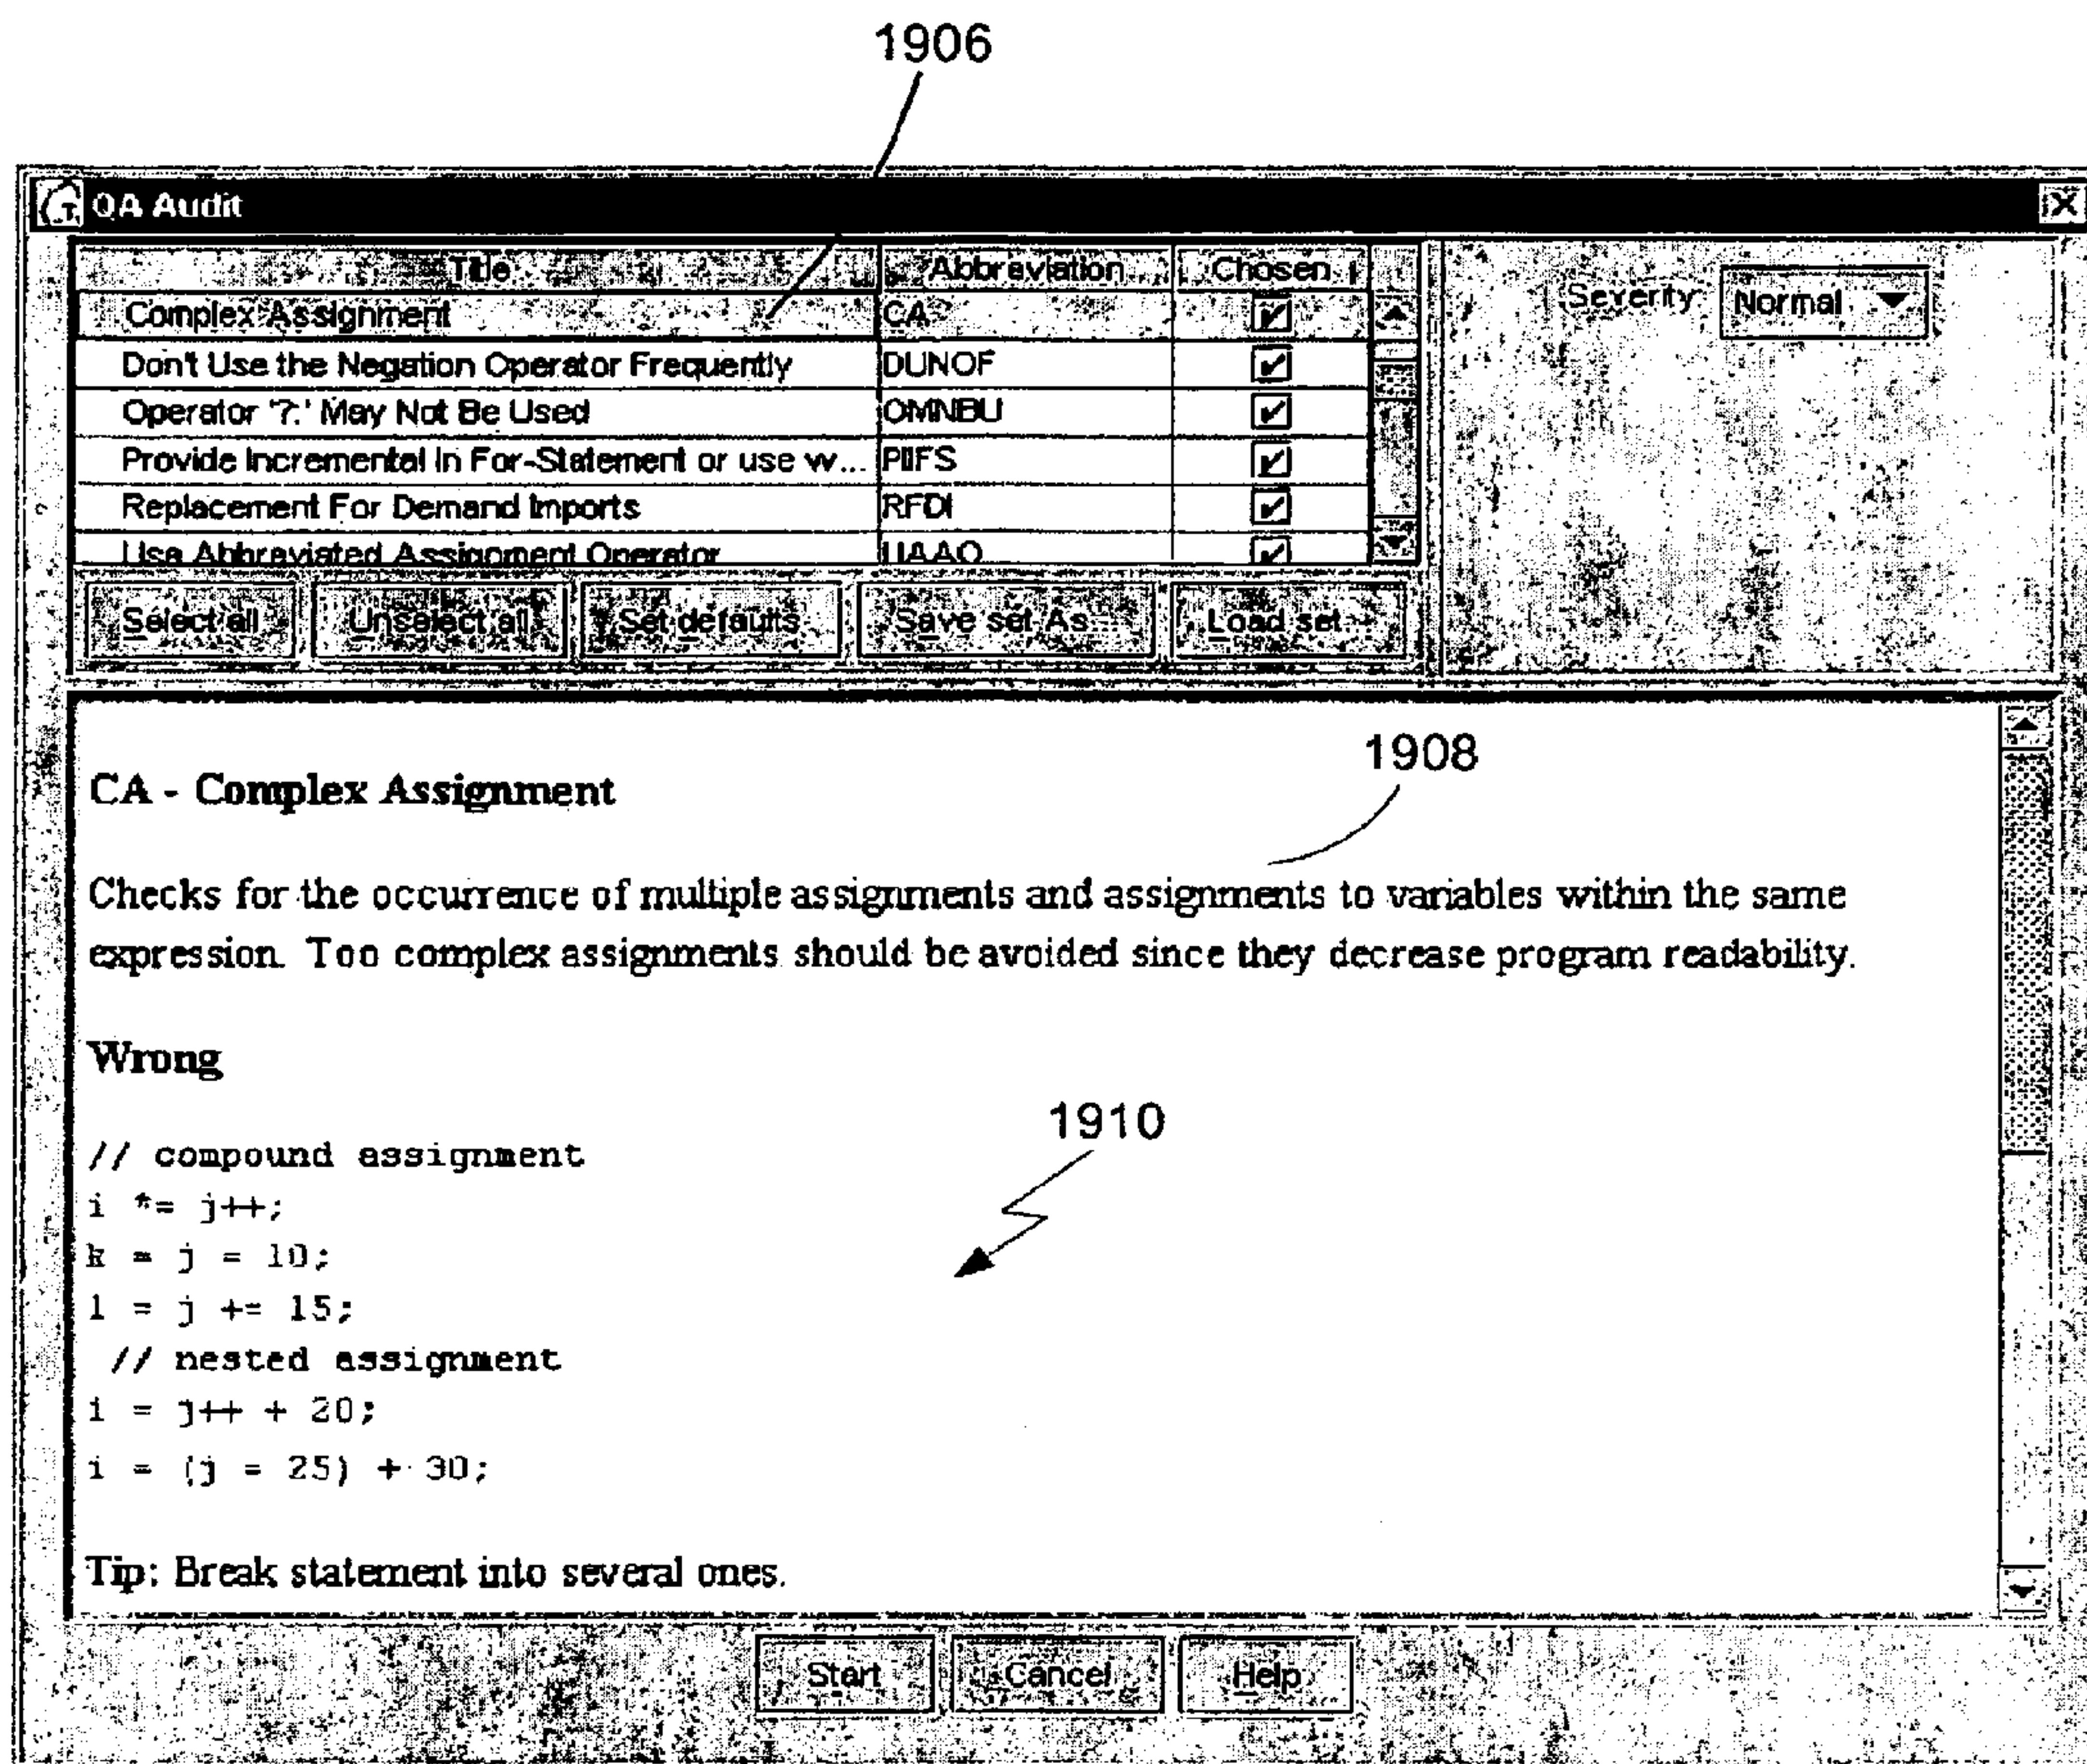 1906
QA Audit
Title Abbreviation Chosen
Complex Assignment CA
Don't Use the Negation Operator Frequently DUNOF
Operator '?:' May Not Be Used OMNBU
Provide Incremental In For-Statement or use w... PIIFS
Replacement For Demand Imports RFDI
Use Abbreviated Assignment Operator UAAO
Severity Normal
Select all Unselect all Set defaults Save set As Load set
1908
CA - Complex Assignment
Checks for the occurrence of multiple assignments and assignments to variables within the same
expression. Too complex assignments should be avoided since they decrease program readability.
Wrong
1910
// compound assignment
i *= j++;
k = j = 10;
l = j += 15;
// nested assignment
i = j++ + 20;
i = (j = 25) + 30;
Tip: Break statement into several ones.
Start Cancel Help